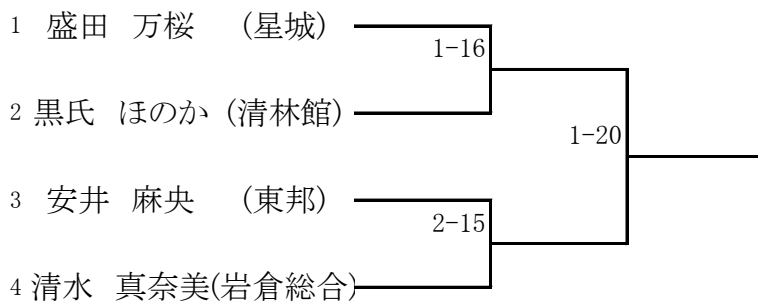 1 盛田 万桜 (星城)
1-16
2 黒氏 ほのか (清林館)
1-20
3 安井 麻央 (東邦)
2-15
4 清水 真奈美(岩倉総合)